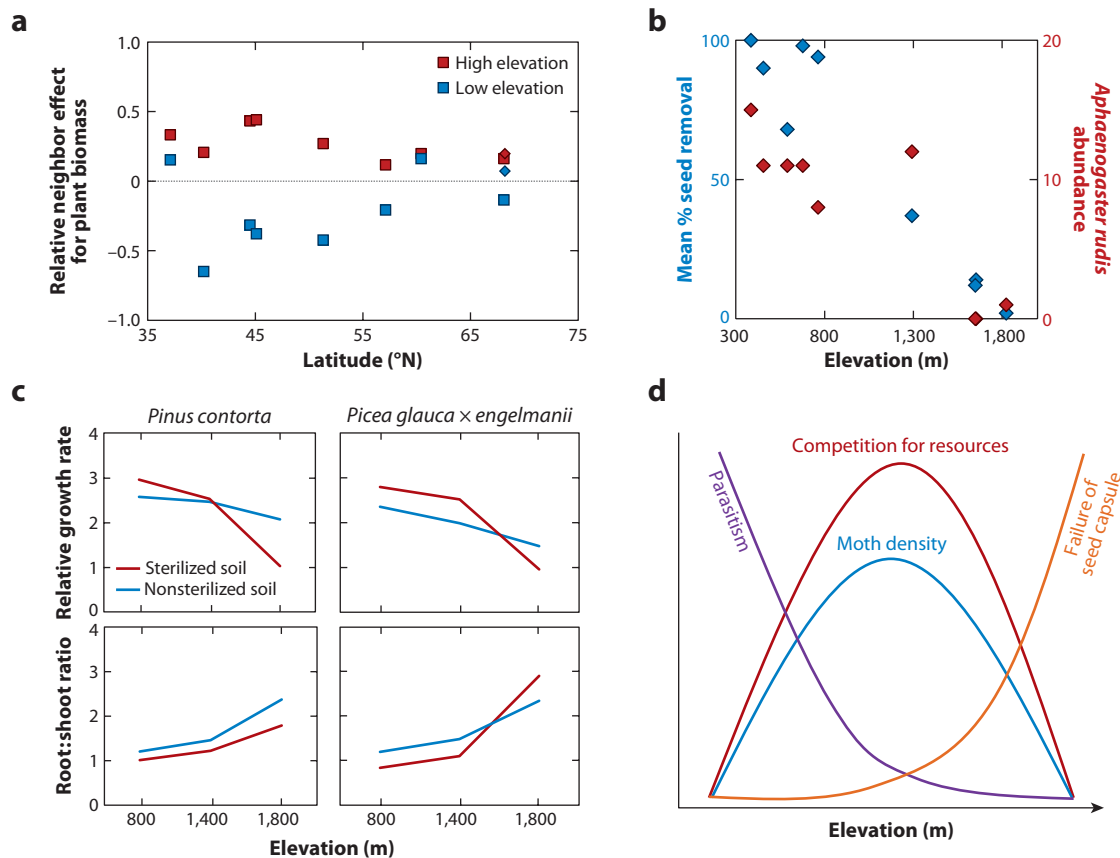 a
Relative neighbor effect
for plant biomass
1.0
0.5
0
−0.5
−1.0
High elevation
Low elevation
35
45
55
65
75
Latitude (°N)
b
Mean % seed removal
100
50
0
20
10
0
Aphaenogaster rudis
abundance
300
800
1,300
1,800
Elevation (m)
c
Pinus contorta
Picea glauca × engelmanii
Relative growth rate
4
3
2
1
0
Sterilized soil
Nonsterilized soil
Root:shoot ratio
4
3
2
1
0
800
1,400
1,800
800
1,400
1,800
Elevation (m)
d
Competition for resources
Parasitism
Moth density
Failure of
seed capsule
Elevation (m)